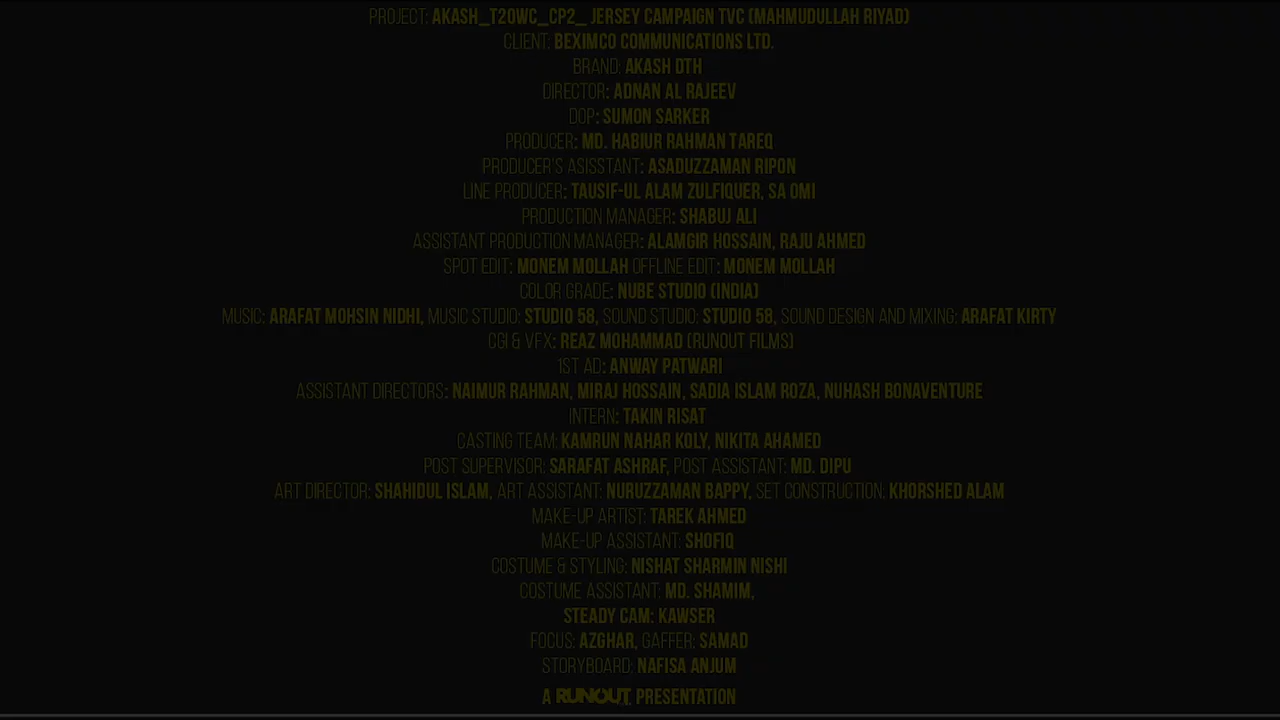 PROJECT: AKASH_T20WC_CP2_ JERSEY CAMPAIGN TVC (MAHMUDULLAH RIYAD)
CLIENT: BEXIMCO COMMUNICATIONS LTD.
BRAND: AKASH DTH
DIRECTOR: ADNAN AL RAJEEV
DOP: SUMON SARKER
PRODUCER: MD. HABIUR RAHMAN TAREQ
PRODUCER'S ASISSTANT: ASADUZZAMAN RIPON
LINE PRODUCER: TAUSIF-UL ALAM ZULFIQUER, SA OMI
PRODUCTION MANAGER: SHABUJ ALI
ASSISTANT PRODUCTION MANAGER: ALAMGIR HOSSAIN, RAJU AHMED
SPOT EDIT: MONEM MOLLAH OFFLINE EDIT: MONEM MOLLAH
COLOR GRADE: NUBE STUDIO (INDIA)
MUSIC: ARAFAT MOHSIN NIDHI, MUSIC STUDIO: STUDIO 58, SOUND STUDIO: STUDIO 58, SOUND DESIGN AND MIXING: ARAFAT KIRTY
CGI & VFX: REAZ MOHAMMAD (RUNOUT FILMS)
1ST AD: ANWAY PATWARI
ASSISTANT DIRECTORS: NAIMUR RAHMAN, MIRAJ HOSSAIN, SADIA ISLAM ROZA, NUHASH BONAVENTURE
INTERN: TAKIN RISAT
CASTING TEAM: KAMRUN NAHAR KOLY, NIKITA AHAMED
POST SUPERVISOR: SARAFAT ASHRAF, POST ASSISTANT: MD. DIPU
ART DIRECTOR: SHAHIDUL ISLAM, ART ASSISTANT: NURUZZAMAN BAPPY, SET CONSTRUCTION: KHORSHED ALAM
MAKE-UP ARTIST: TAREK AHMED
MAKE-UP ASSISTANT: SHOFIQ
COSTUME & STYLING: NISHAT SHARMIN NISHI
COSTUME ASSISTANT: MD. SHAMIM,
STEADY CAM: KAWSER
FOCUS: AZGHAR, GAFFER: SAMAD
STORYBOARD: NAFISA ANJUM
A RUNOUT PRESENTATION